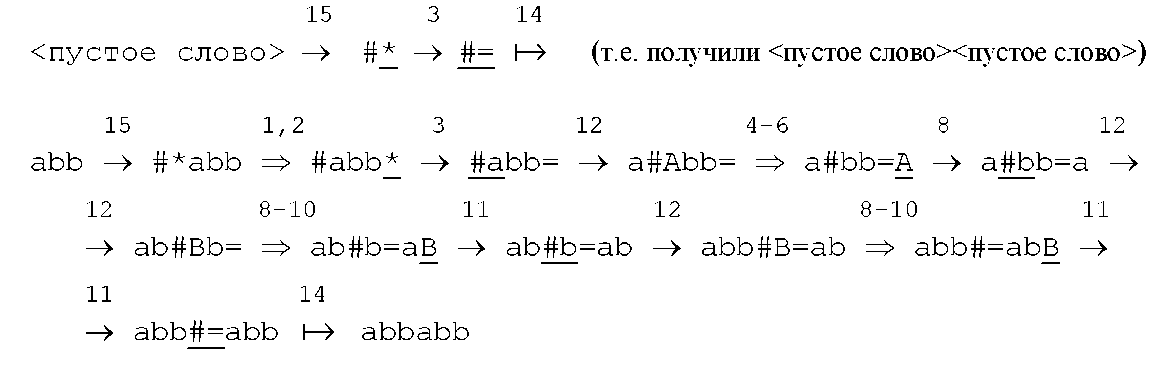 15 3 14
<пустое слово> → #* → #= ↦ (т.е. получили <пустое слово><пустое слово>)
15 1,2 3 12 4-6 8 12
abb → #*abb ⇒ #abb* → #abb= → a#Abb= ⇒ a#bb=A → a#bb=a →
12 8-10 11 12 8-10 11
→ ab#Bb= ⇒ ab#b=aB → ab#b=ab → abb#B=ab ⇒ abb#=abB →
11 14
→ abb#=abb ↦ abbabb